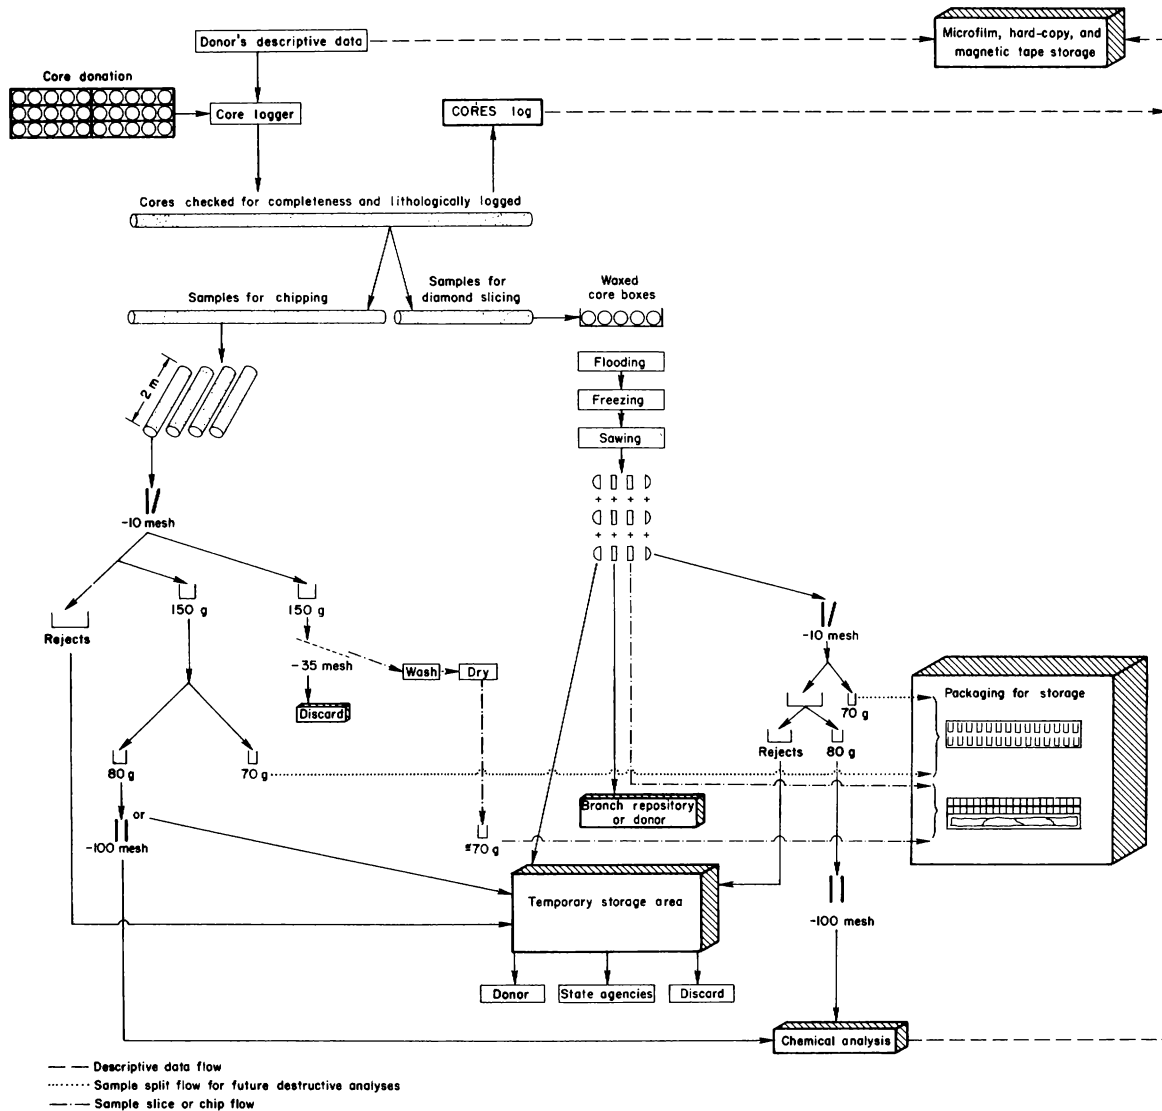 Donor's descriptive data
Microfilm, hard-copy, and
magnetic tape storage
Core donation
Core logger
CORES log
Cores checked for completeness and lithologically logged
Samples for chipping
Samples for
diamond slicing
Waxed
core boxes
2 m
Flooding
Freezing
Sawing
+ + + +
+ + + +
-10 mesh
150 g
150 g
Rejects
-35 mesh
Wash
Dry
Discard
-10 mesh
70 g
Rejects
80 g
Packaging for storage
80 g
70 g
or
-100 mesh
Branch repository
or donor
≅70 g
Temporary storage area
-100 mesh
Donor
State agencies
Discard
Chemical analysis
Descriptive data flow
Sample split flow for future destructive analyses
Sample slice or chip flow